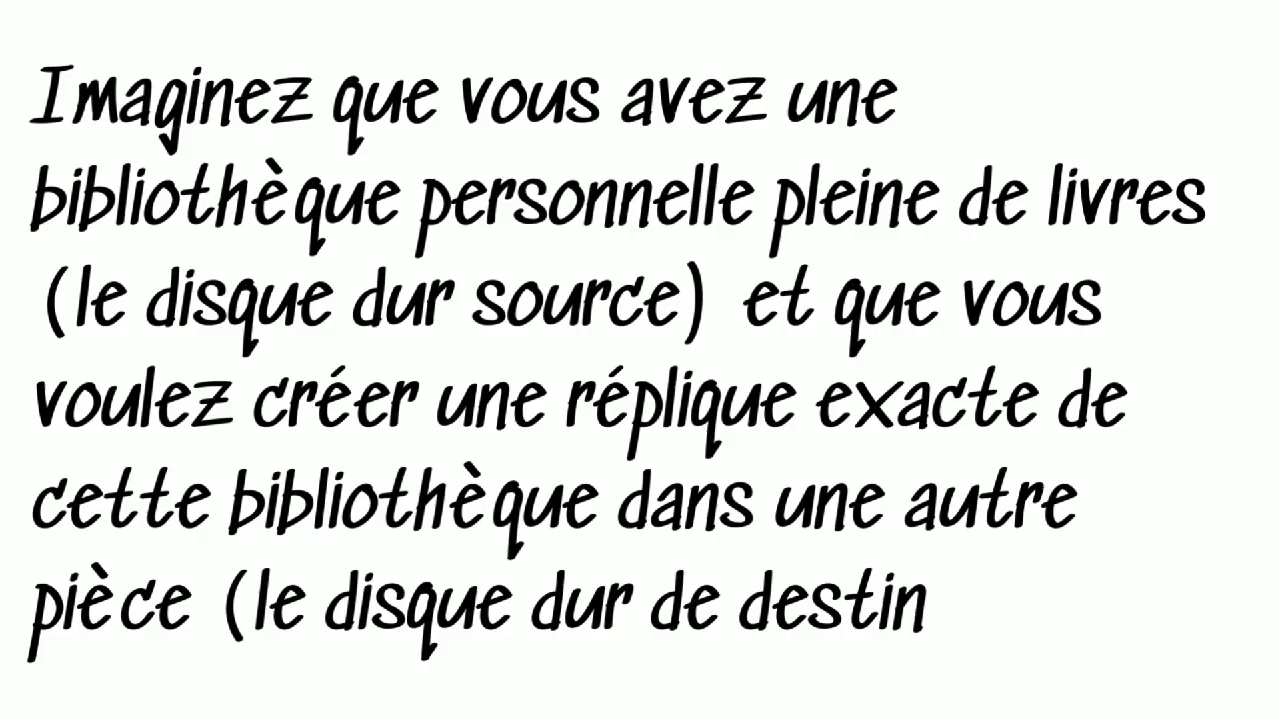 Imaginez que vous avez une
bibliothèque personnelle pleine de livres
(le disque dur source) et que vous
voulez créer une réplique exacte de
cette bibliothèque dans une autre
pièce (le disque dur de destin